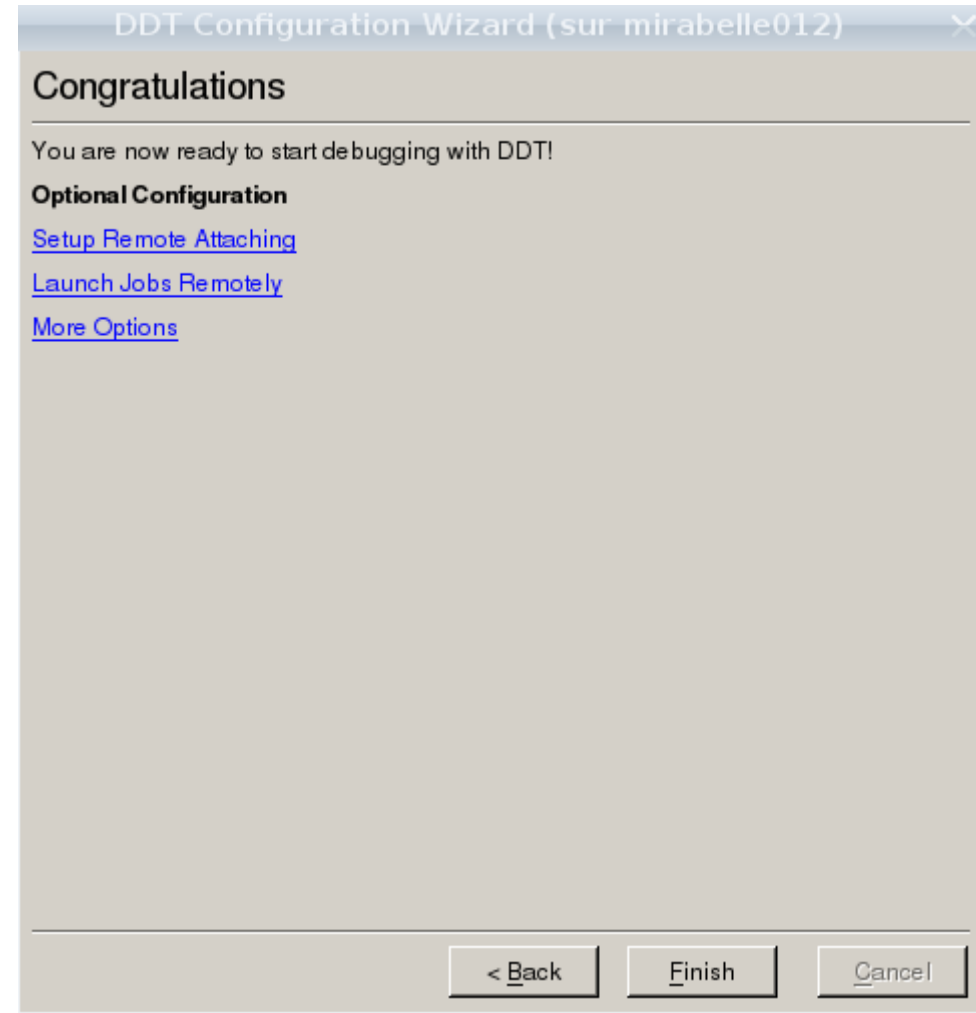 DDT Configuration Wizard (sur mirabelle012)
Congratulations
You are now ready to start debugging with DDT!
Optional Configuration
Setup Remote Attaching
Launch Jobs Remotely
More Options
< Back Finish Cancel